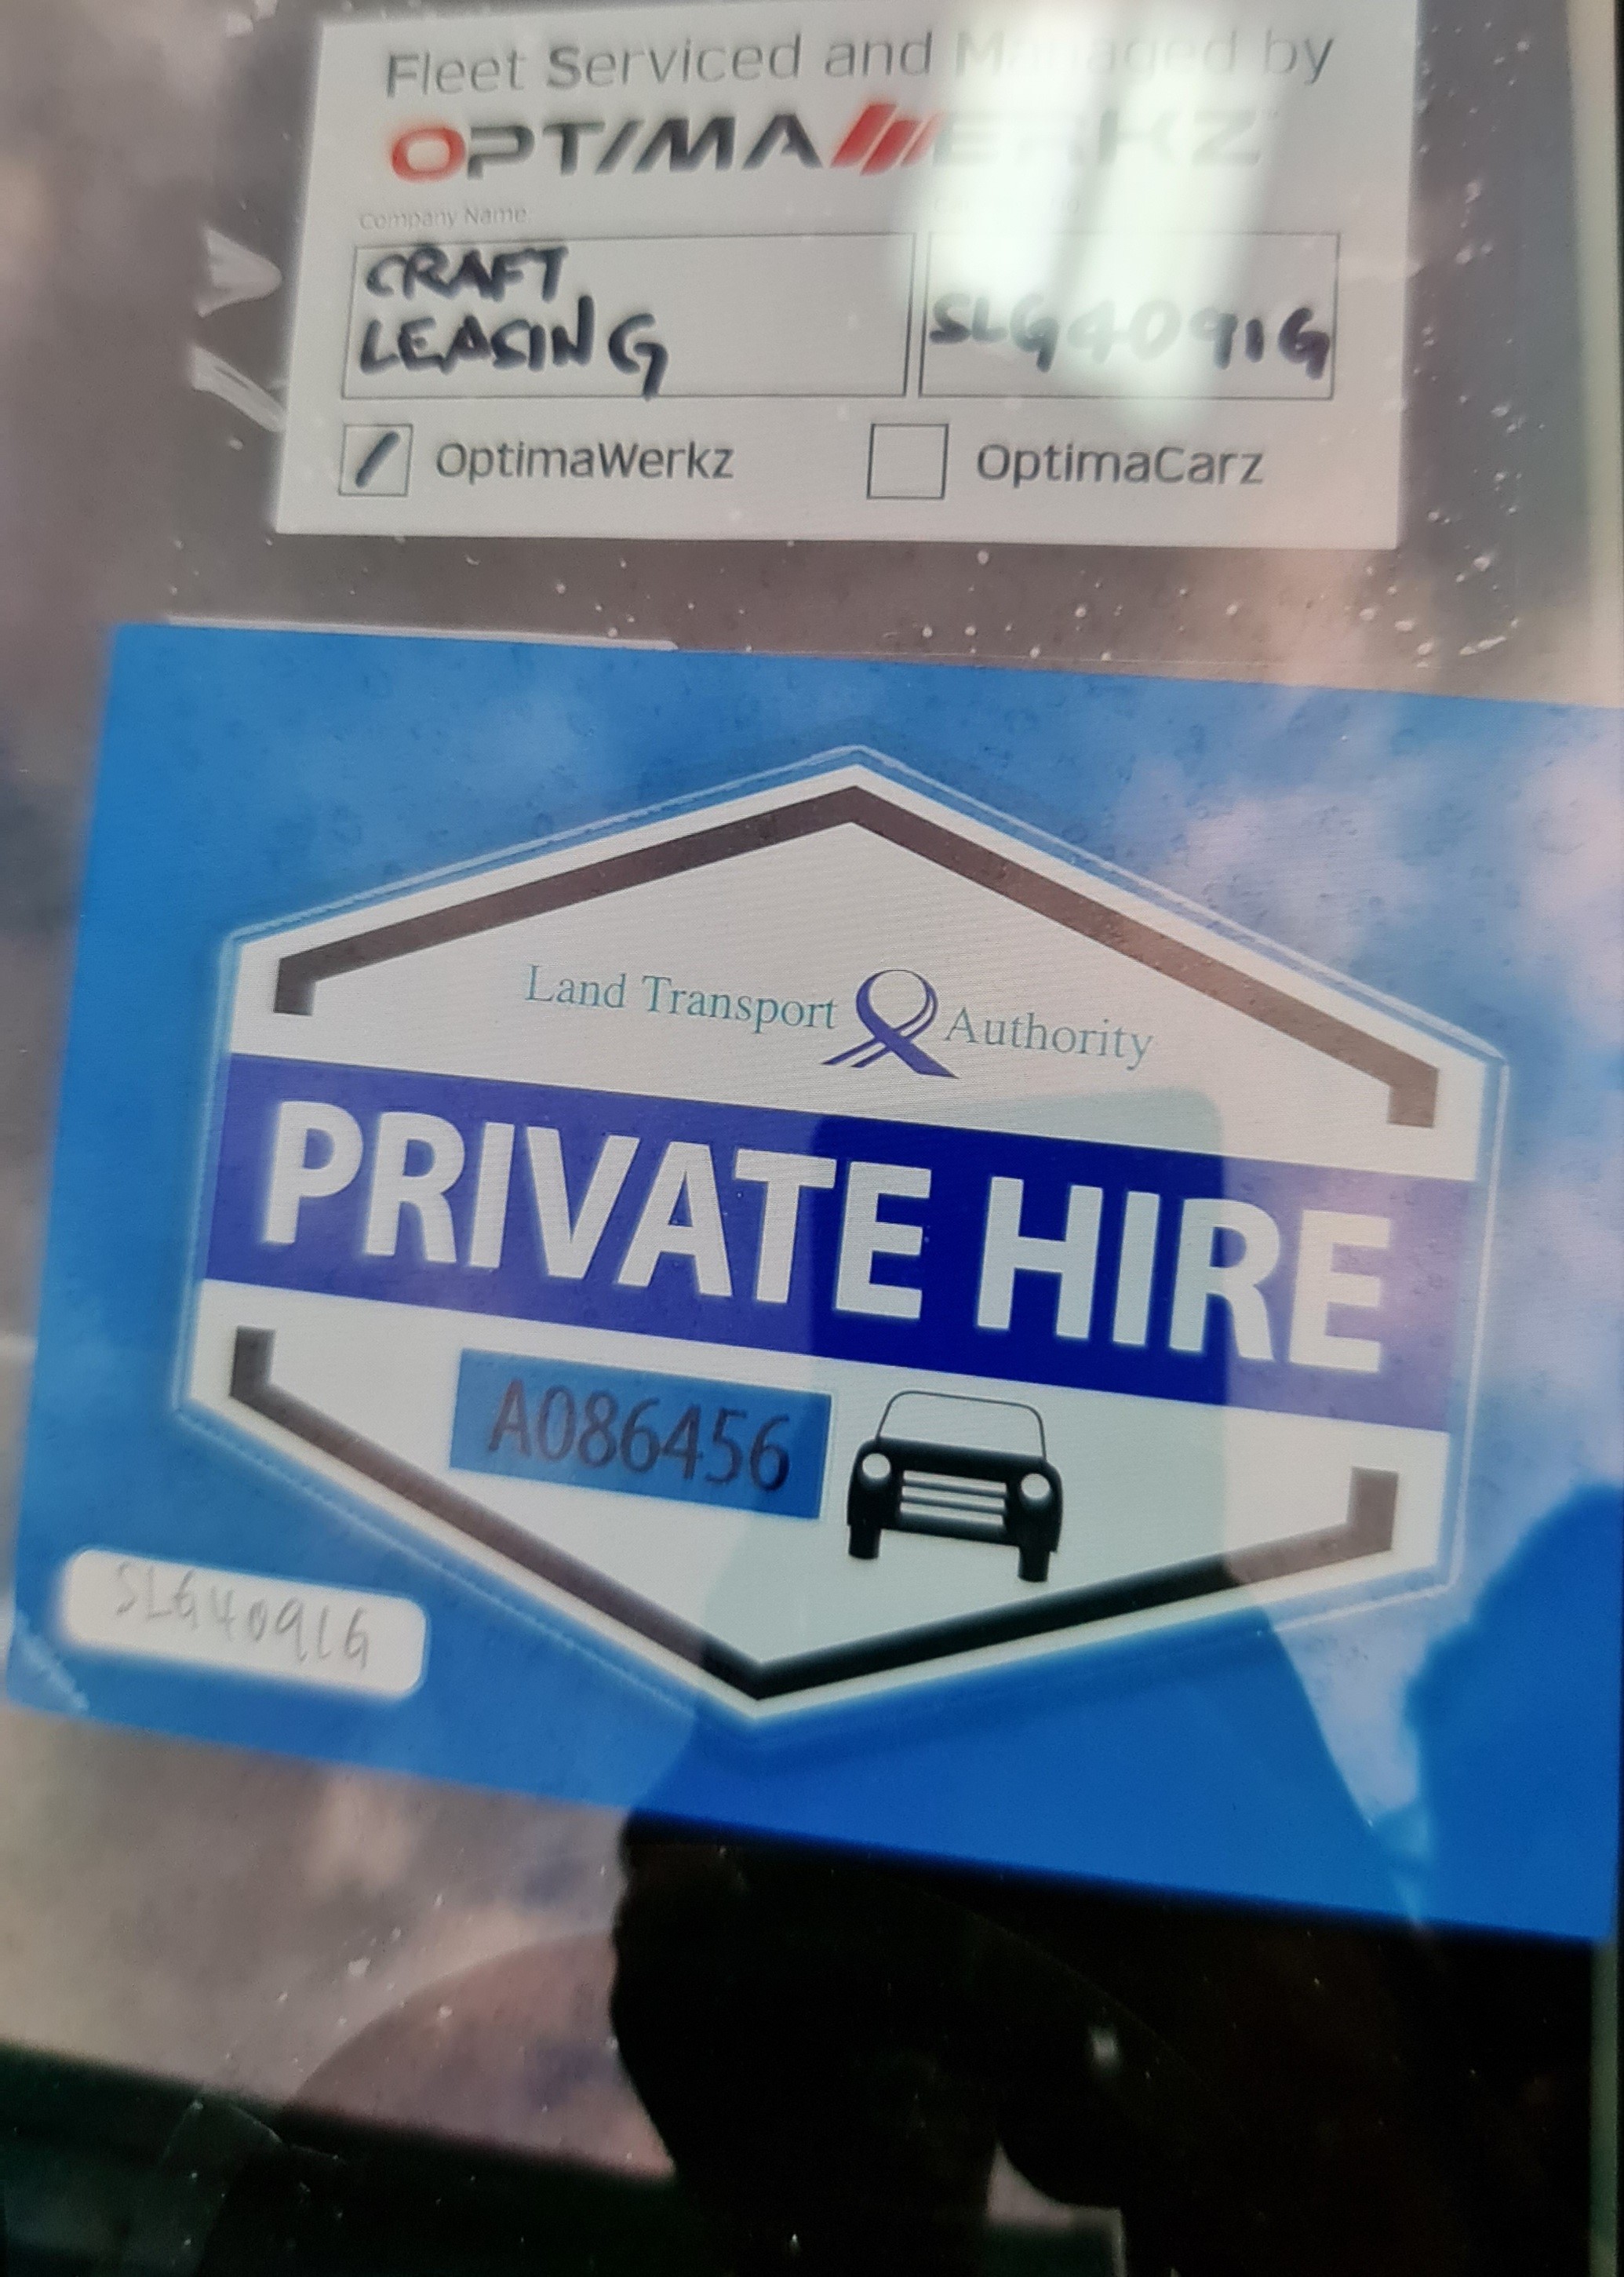 Fleet Serviced and Managed by
OPTIMAWERKZ
Company Name
CRAFT
LEASING
SLG4091G
OptimaWerkz
OptimaCarz
Land Transport Authority
PRIVATE HIRE
A086456
SLG4091G